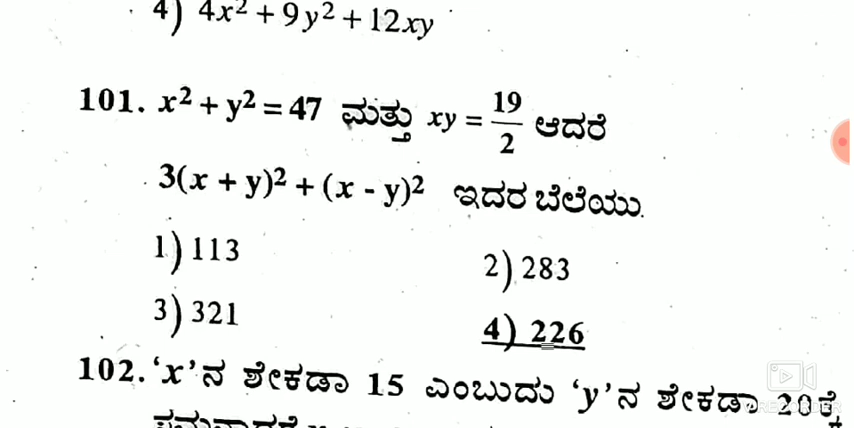 4) 4x² + 9y² + 12xy
101. x² + y² = 47 ಮತ್ತು xy = 19/2 ಆದರೆ
3(x + y)² + (x - y)² ಇದರ ಬೆಲೆಯು.
1) 113
2) 283
3) 321
4) 226
102. 'x' ನ ಶೇಕಡಾ 15 ಎಂಬುದು 'y' ನ ಶೇಕಡಾ 20ಕ್ಕೆ
RECORDER